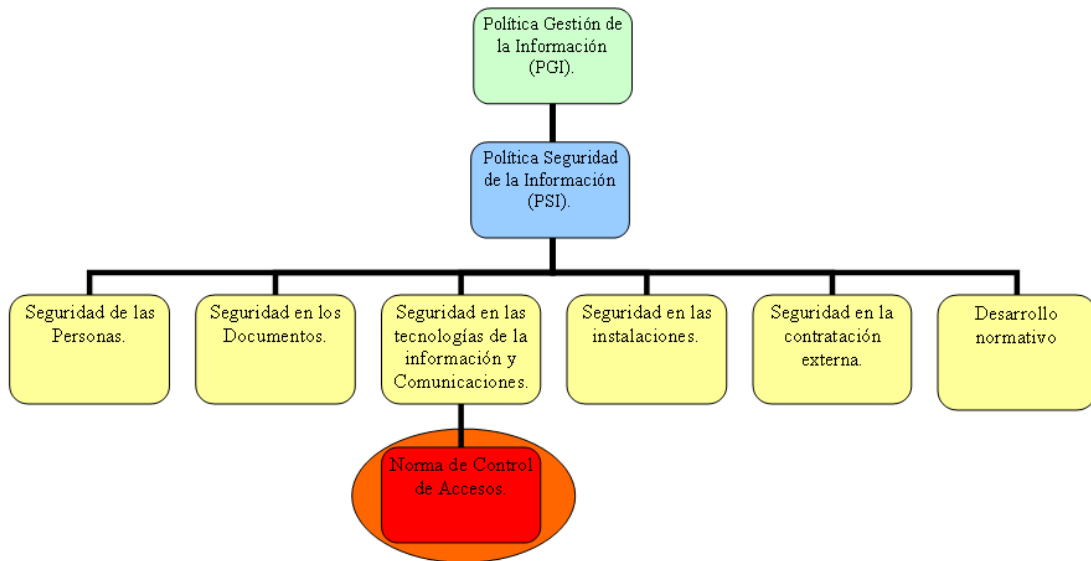 Política Gestión de
la Información
(PGI).
Política Seguridad
de la Información
(PSI).
Seguridad de las
Personas.
Seguridad en los
Documentos.
Seguridad en las
tecnologías de la
información y
Comunicaciones.
Seguridad en las
instalaciones.
Seguridad en la
contratación
externa.
Desarrollo
normativo
Norma de Control
de Accesos.